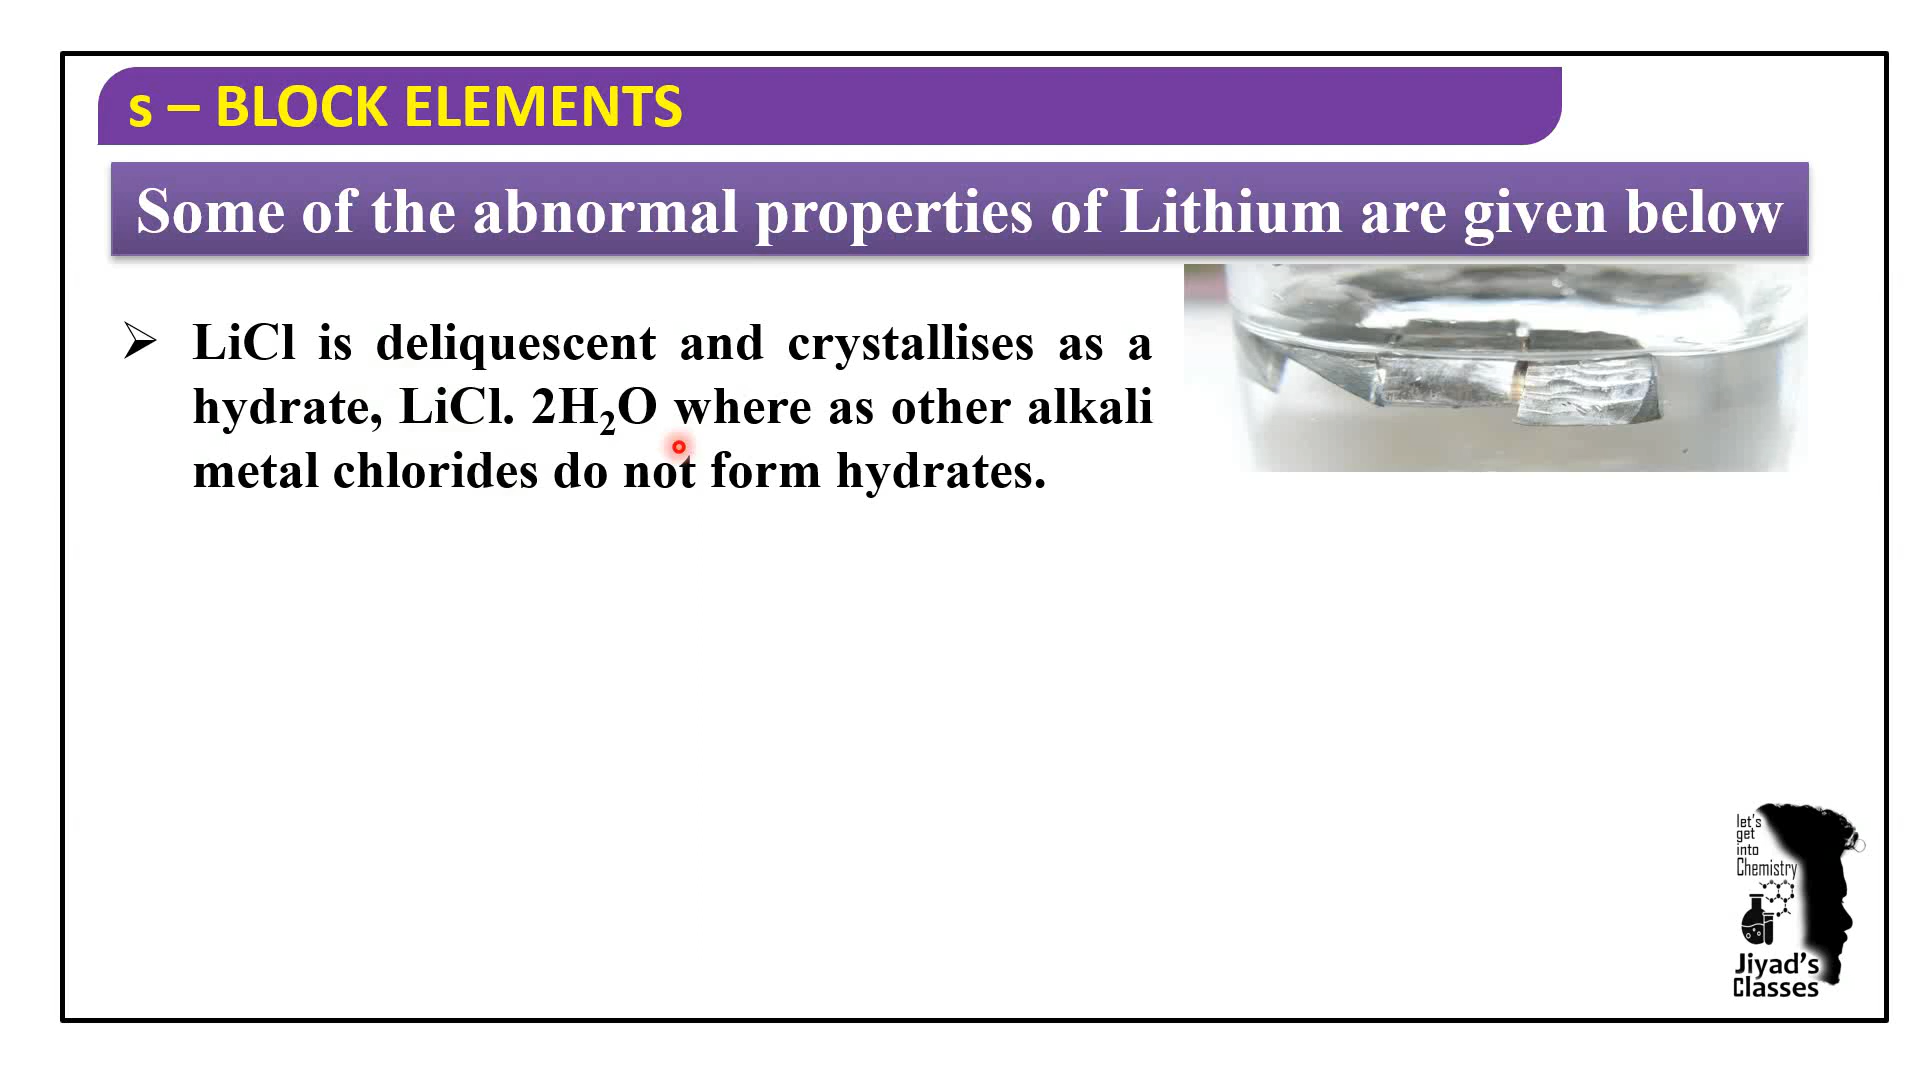 s – BLOCK ELEMENTS
Some of the abnormal properties of Lithium are given below
➢ LiCl is deliquescent and crystallises as a
hydrate, LiCl. 2H₂O where as other alkali
metal chlorides do not form hydrates.
let's
get
into
Chemistry
Jiyad's
Classes